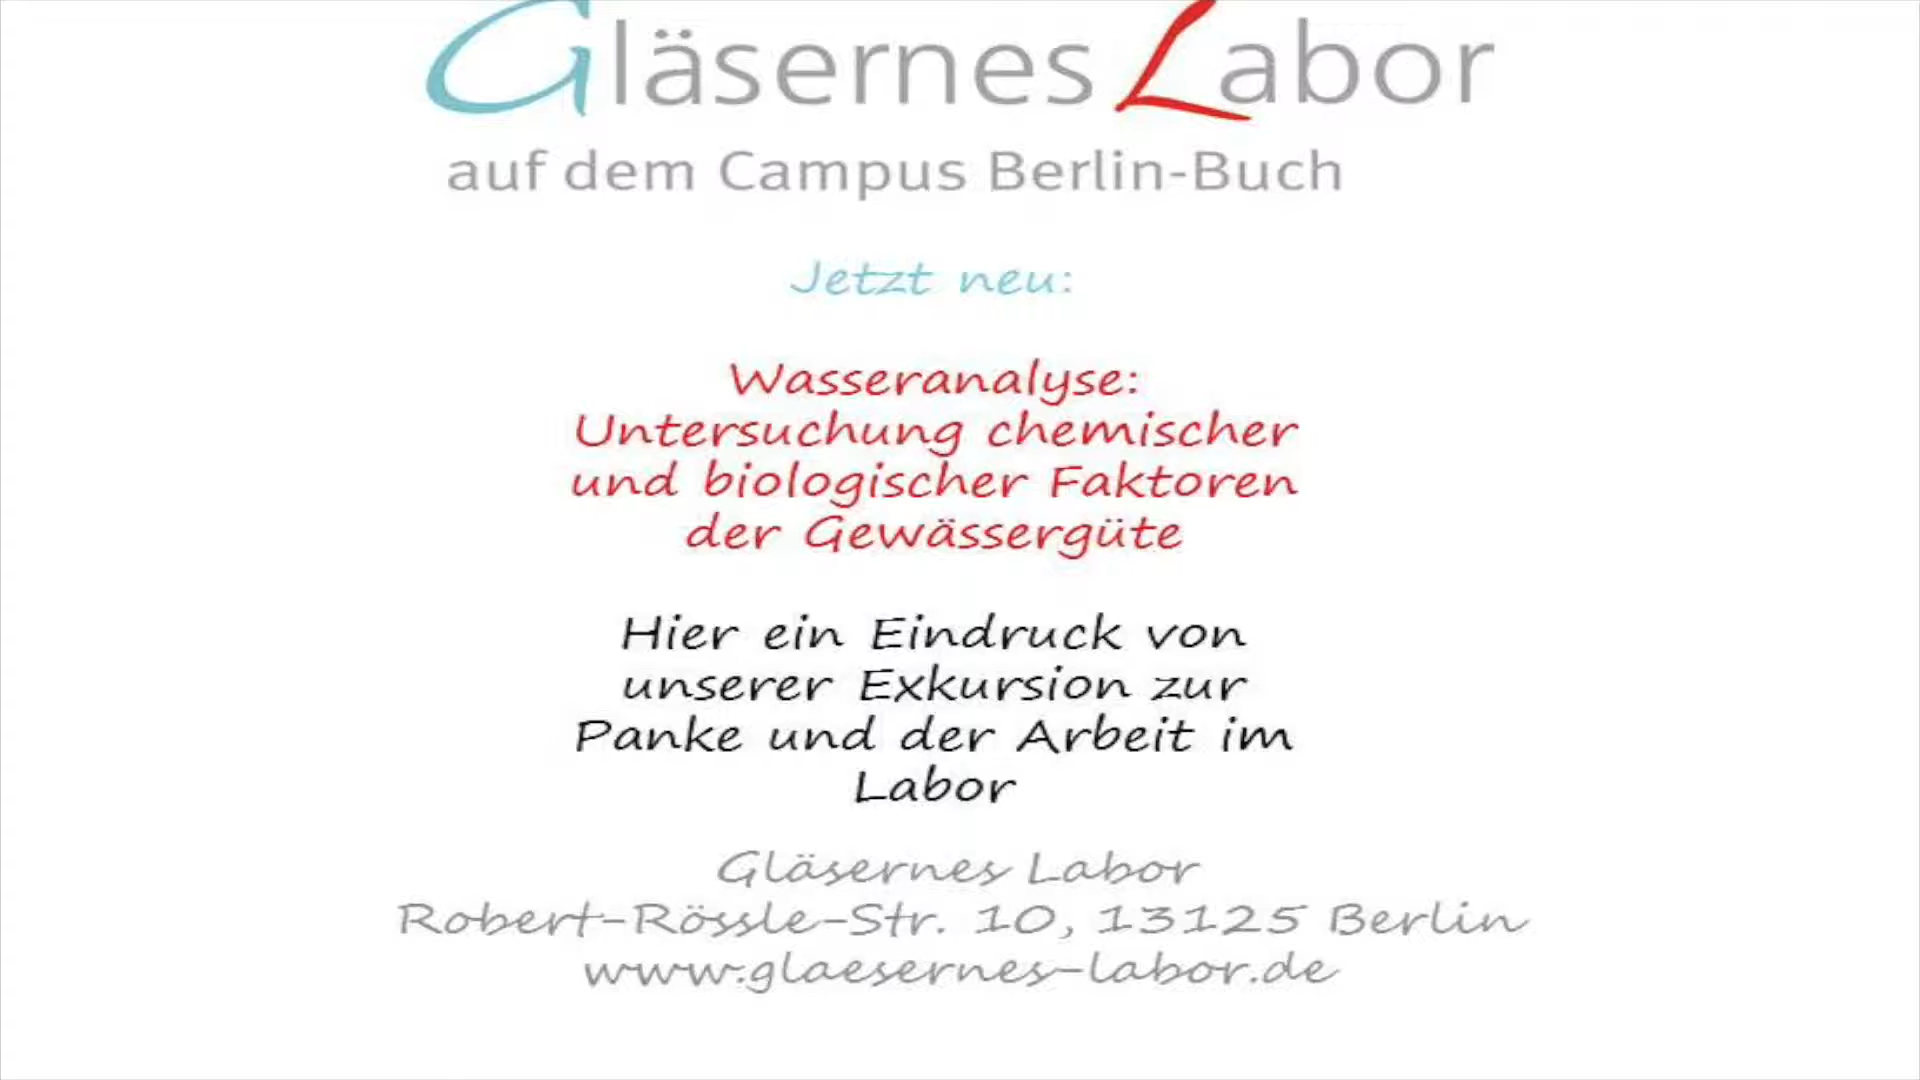 Gläsernes Labor
auf dem Campus Berlin-Buch
Jetzt neu:
Wasseranalyse:
Untersuchung chemischer
und biologischer Faktoren
der Gewässergüte
Hier ein Eindruck von
unserer Exkursion zur
Panke und der Arbeit im
Labor
Gläsernes Labor
Robert-Rössle-Str. 10, 13125 Berlin
www.glaesernes-labor.de